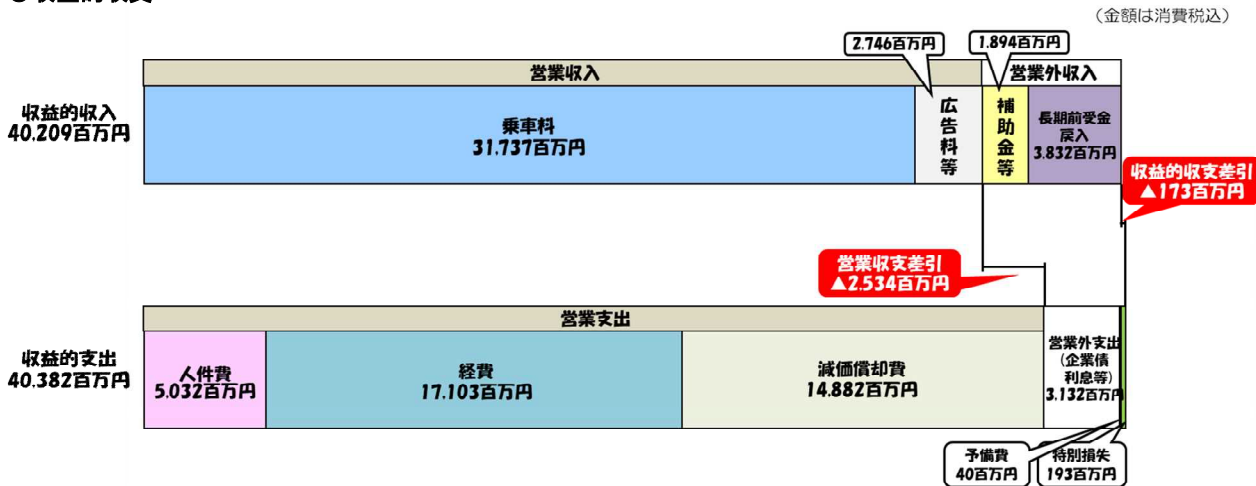 （金額は消費税込）
2,746百万円
1,894百万円
営業収入
営業外収入
収益的収入
40,209百万円
乗車料
31,737百万円
広告料等
補助金等
長期前受金
戻入
3,832百万円
収益的収支差引
▲173百万円
営業収支差引
▲2,534百万円
営業支出
収益的支出
40,382百万円
人件費
5,032百万円
経費
17,103百万円
減価償却費
14,882百万円
営業外支出
(企業債
利息等)
3,132百万円
予備費
40百万円
特別損失
193百万円